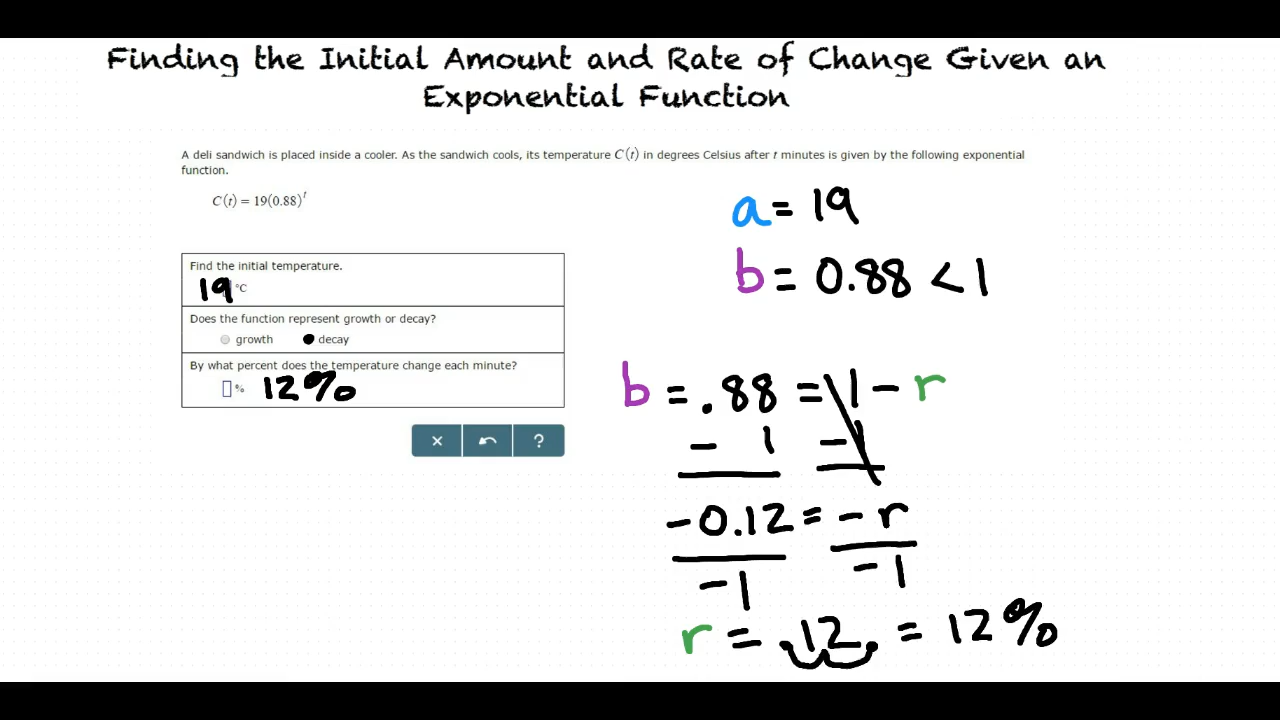 Finding the Initial Amount and Rate of Change Given an
Exponential Function
A deli sandwich is placed inside a cooler. As the sandwich cools, its temperature C(t) in degrees Celsius after t minutes is given by the following exponential
function.
C(t) = 19(0.88)^t
Find the initial temperature.
19 °C
Does the function represent growth or decay?
growth decay
By what percent does the temperature change each minute?
% 12%
× ?
a = 19
b = 0.88 < 1
b = .88 = 1 - r
- 1 - 1
-0.12 = - r
-1 -1
r = .12. = 12%